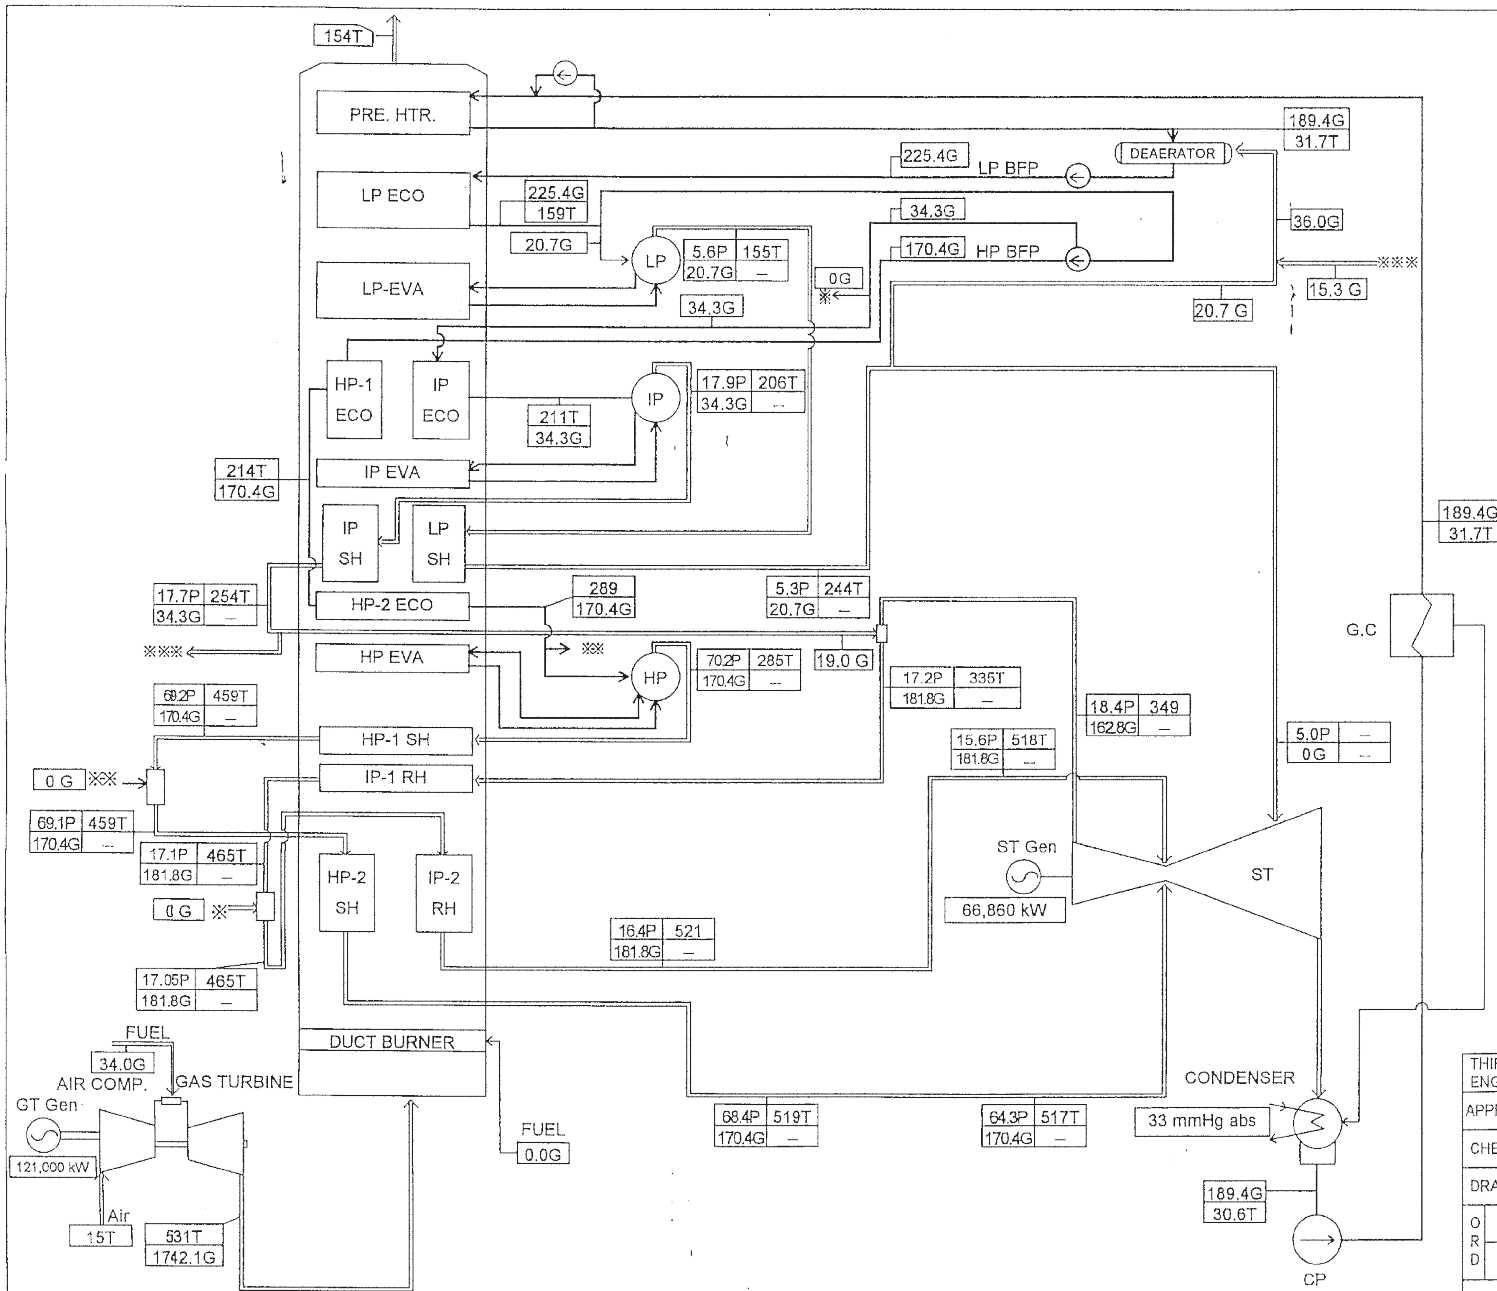 154T
PRE. HTR.
189.4G
31.7T
DEAERATOR
225.4G
LP BFP
LP ECO
225.4G
159T
34.3G
36.0G
20.7G
LP
5.6P 155T
20.7G —
170.4G
HP BFP
0G
※
※※※
15.3 G
LP-EVA
34.3G
20.7 G
HP-1
ECO
IP
ECO
IP
17.9P 206T
34.3G —
211T
34.3G
214T
170.4G
IP EVA
IP
SH
LP
SH
189.4G
31.7T
17.7P 254T
34.3G —
HP-2 ECO
289
170.4G
5.3P 244T
20.7G —
G.C
※※※
HP EVA
※※
HP
70.2P 285T
170.4G —
19.0 G
17.2P 335T
181.8G —
69.2P 459T
170.4G —
18.4P 349
162.8G —
HP-1 SH
15.6P 518T
181.8G —
5.0P —
0G —
0 G ※※
IP-1 RH
69.1P 459T
170.4G —
17.1P 465T
181.8G —
HP-2
SH
IP-2
RH
ST Gen
ST
66,860 kW
0 G ※
16.4P 521
181.8G —
17.05P 465T
181.8G —
FUEL
34.0G
DUCT BURNER
AIR COMP.
GAS TURBINE
GT Gen
121,000 kW
Air
15T
531T
1742.1G
FUEL
0.0G
68.4P 519T
170.4G —
64.3P 517T
170.4G —
CONDENSER
33 mmHg abs
189.4G
30.6T
CP
THI
ENG
APP
CHE
DRA
O
R
D